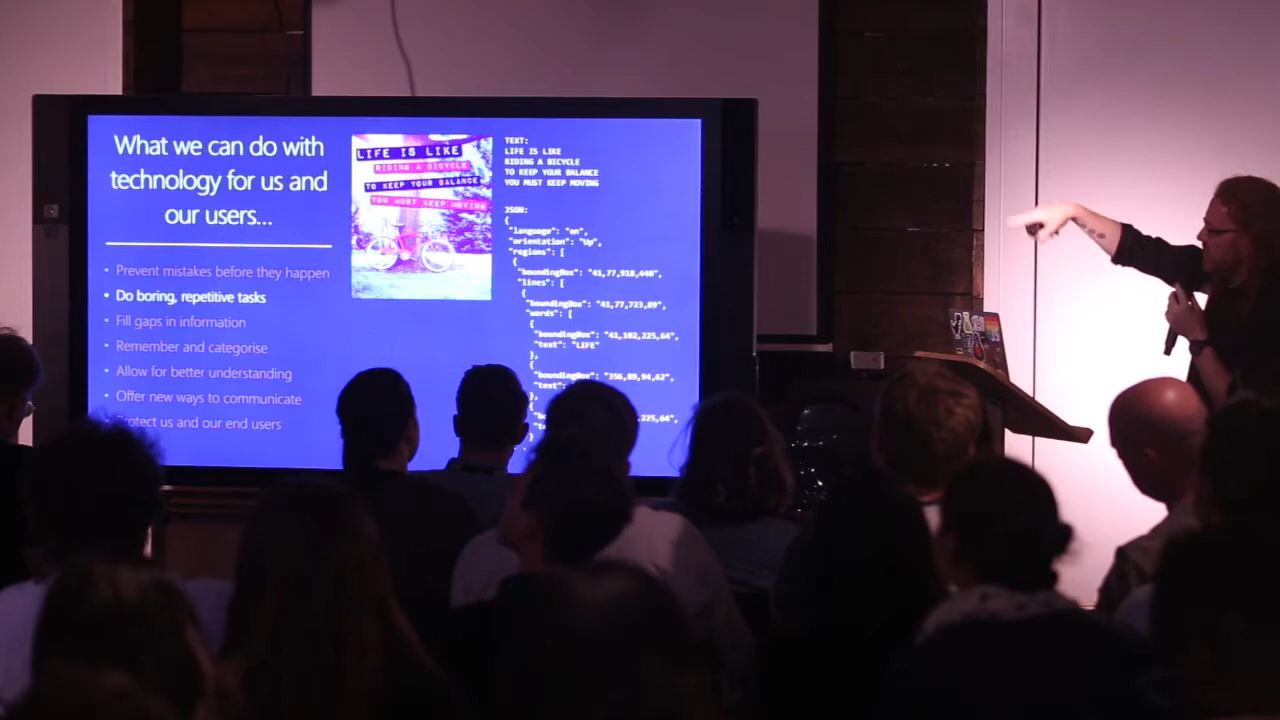 What we can do with
technology for us and
our users...
• Prevent mistakes before they happen
• Do boring, repetitive tasks
• Fill gaps in information
• Remember and categorise
• Allow for better understanding
• Offer new ways to communicate
Protect us and our end users
LIFE IS LIKE
RIDING A BICYCLE
TO KEEP YOUR BALANCE
YOU MUST KEEP MOVING
TEXT:
LIFE IS LIKE
RIDING A BICYCLE
TO KEEP YOUR BALANCE
YOU MUST KEEP MOVING
JSON:
{
"language": "en",
"orientation": "Up",
"regions": [
{
"boundingBox": "41,77,918,440",
"lines": [
{
"boundingBox": "41,77,723,89",
"words": [
{
"boundingBox": "41,102,225,64",
"text": "LIFE"
},
{
"boundingBox": "356,89,94,62",
"text":
},
{
,225,64",